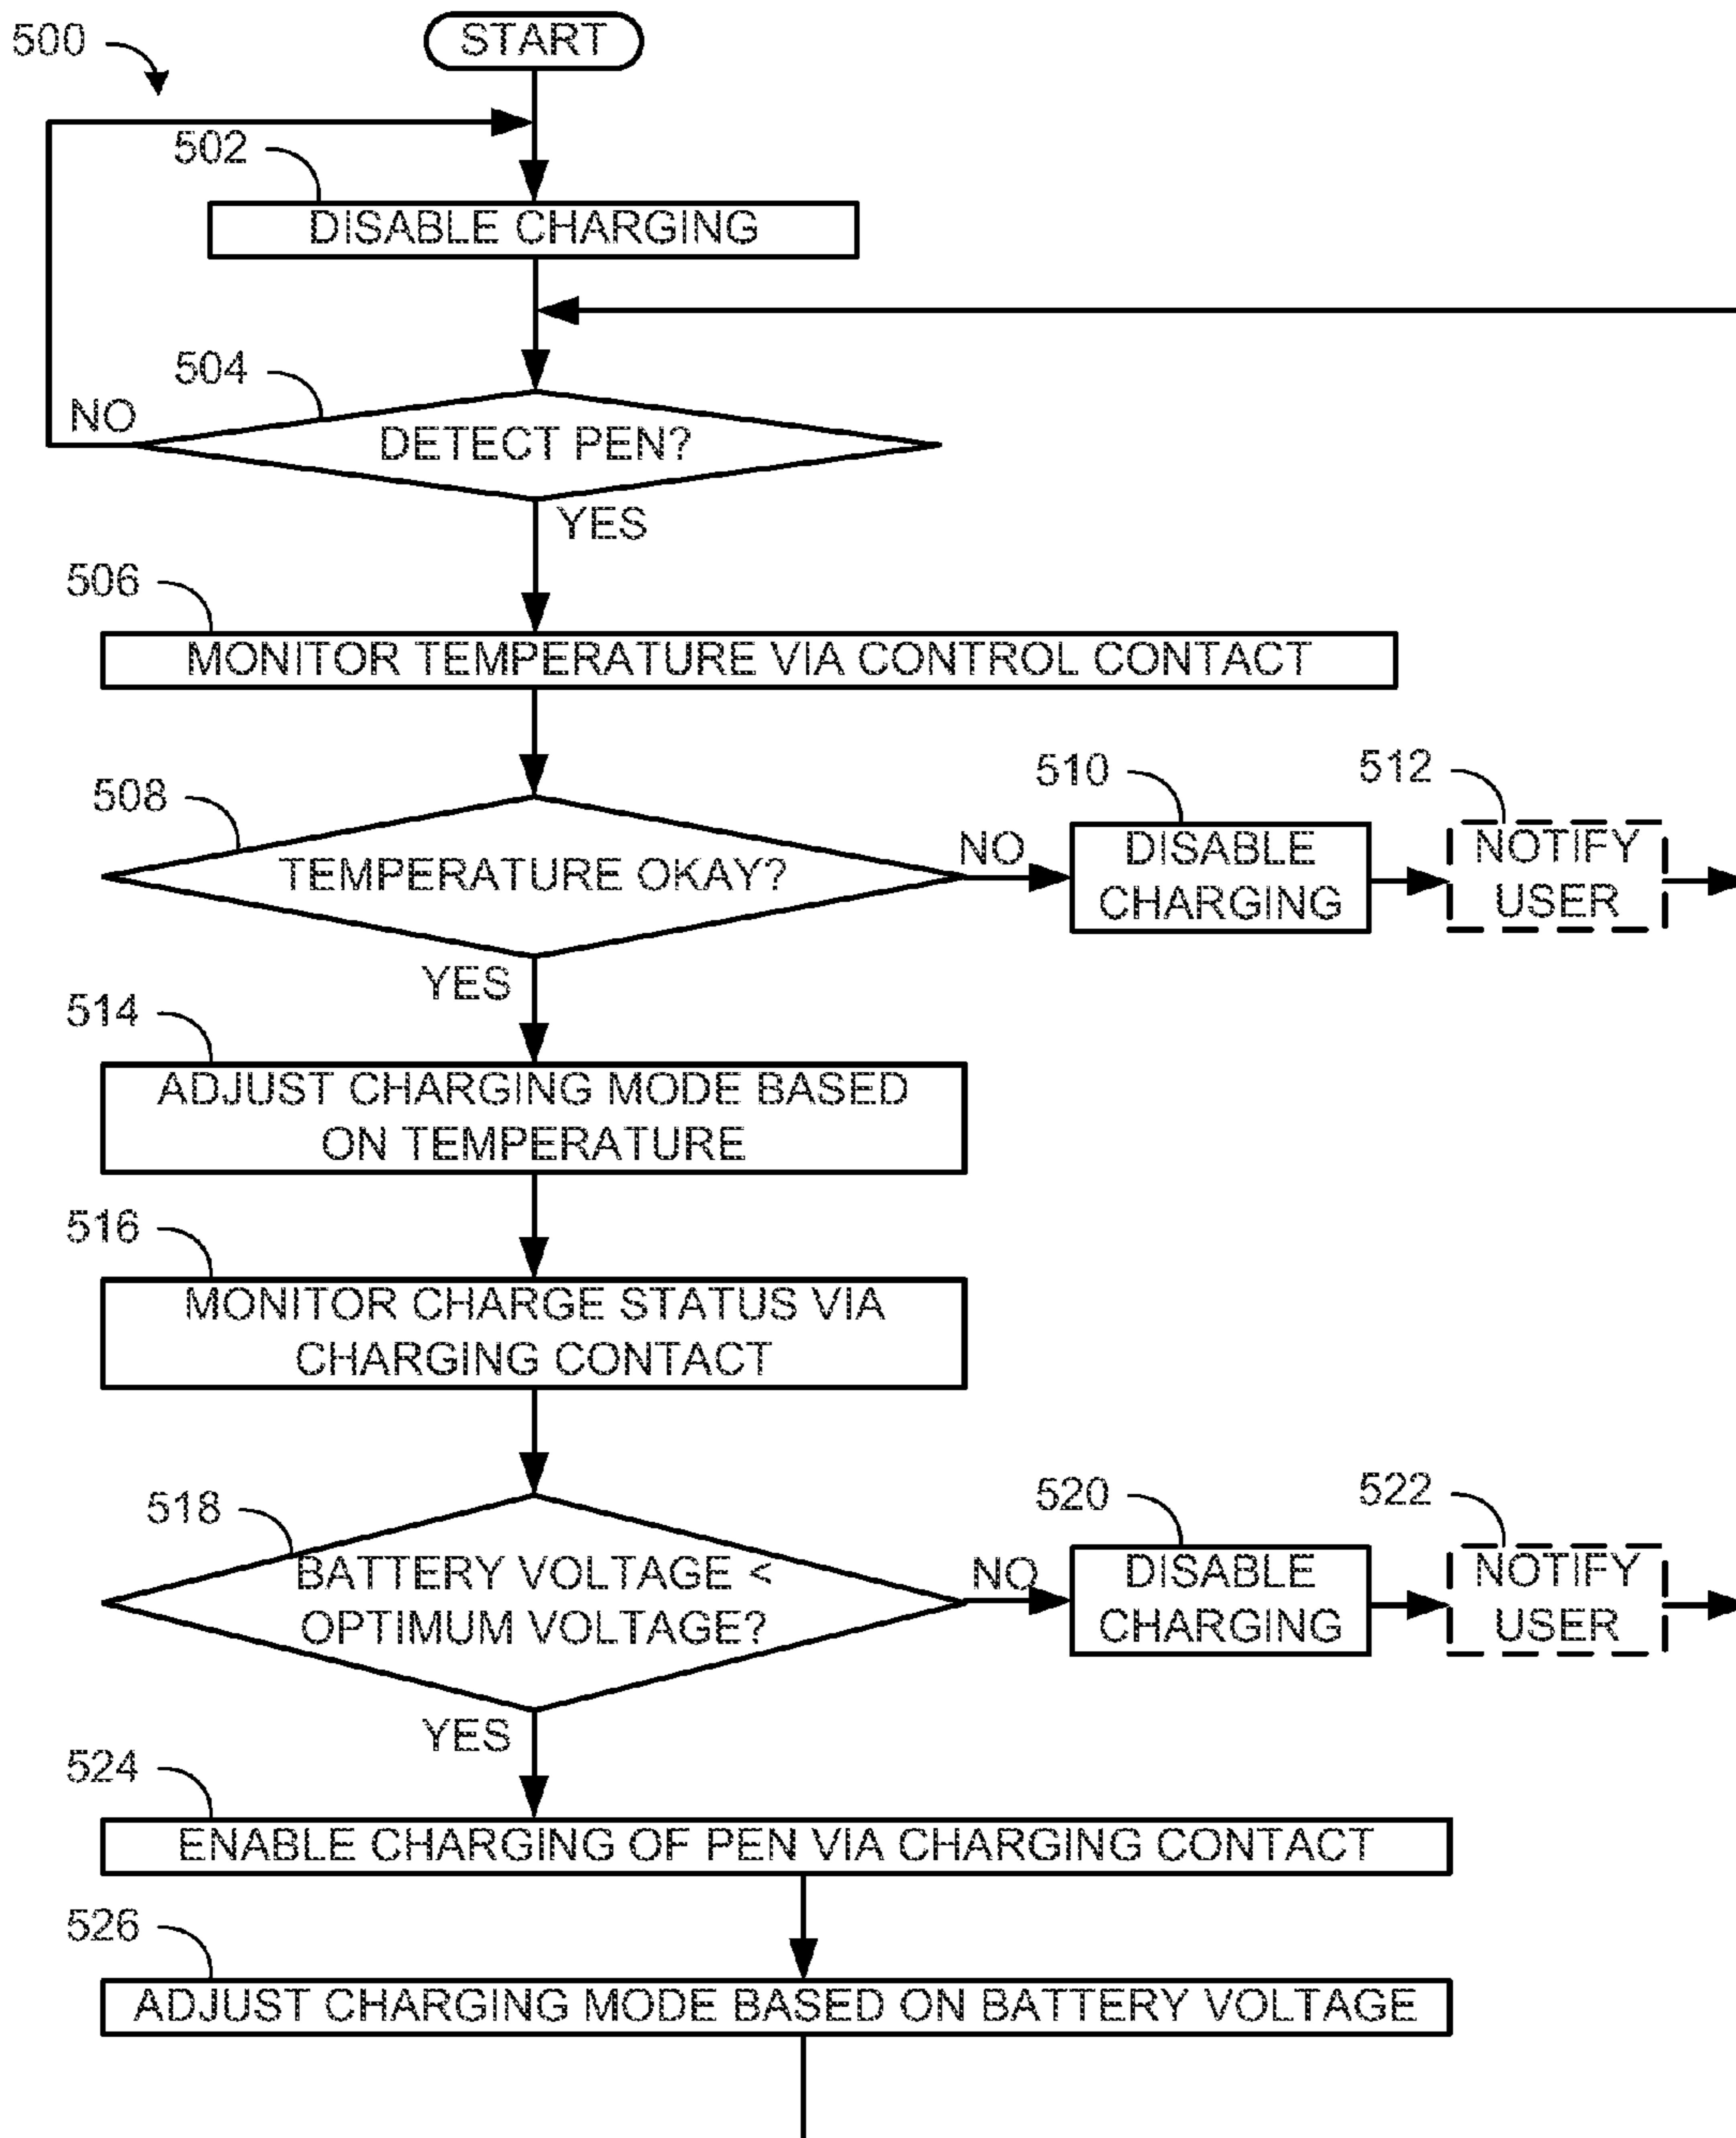 500
START
502
DISABLE CHARGING
504
NO
DETECT PEN?
YES
506
MONITOR TEMPERATURE VIA CONTROL CONTACT
508
TEMPERATURE OKAY?
NO
510
DISABLE
CHARGING
512
NOTIFY
USER
YES
514
ADJUST CHARGING MODE BASED
ON TEMPERATURE
516
MONITOR CHARGE STATUS VIA
CHARGING CONTACT
518
BATTERY VOLTAGE <
OPTIMUM VOLTAGE?
NO
520
DISABLE
CHARGING
522
NOTIFY
USER
YES
524
ENABLE CHARGING OF PEN VIA CHARGING CONTACT
526
ADJUST CHARGING MODE BASED ON BATTERY VOLTAGE